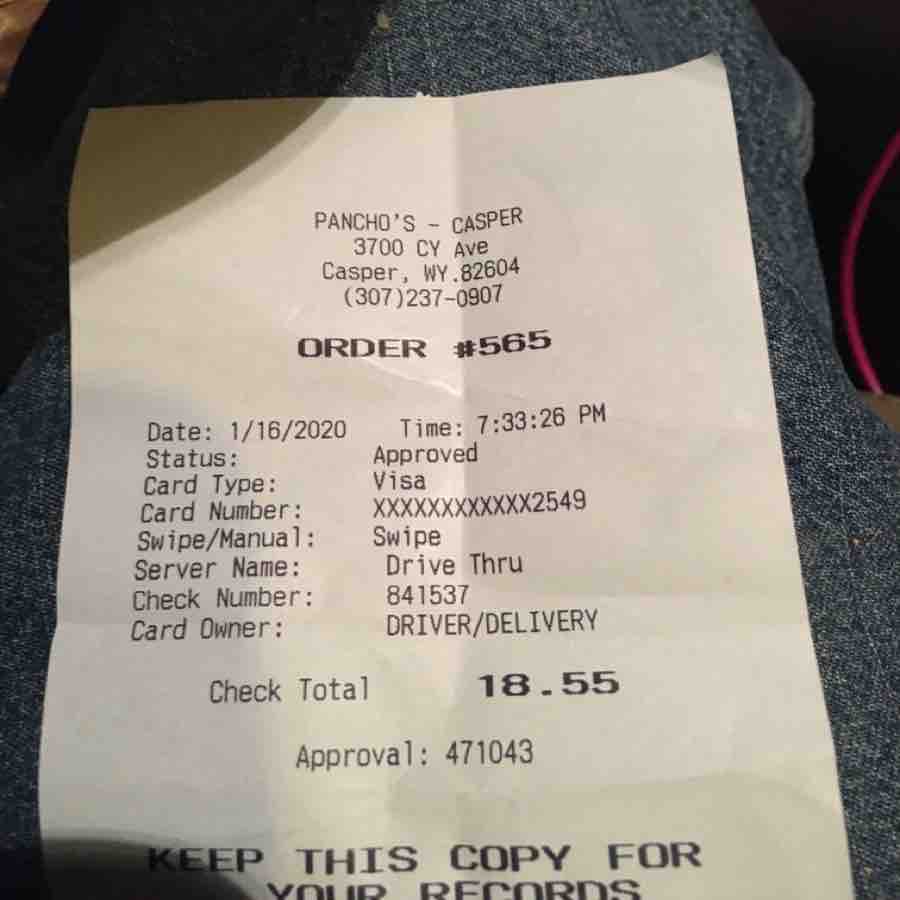 PANCHO'S - CASPER
3700 CY Ave
Casper, WY.82604
(307)237-0907
ORDER #565
Date: 1/16/2020 Time: 7:33:26 PM
Status: Approved
Card Type: Visa
Card Number: XXXXXXXXXXXX2549
Swipe/Manual: Swipe
Server Name: Drive Thru
Check Number: 841537
Card Owner: DRIVER/DELIVERY
Check Total 18.55
Approval: 471043
KEEP THIS COPY FOR
YOUR RECORDS